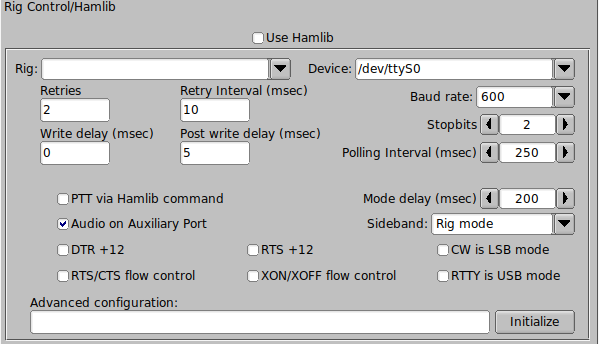 Rig Control/Hamlib
Use Hamlib
Rig: Device: /dev/ttyS0
Retries Retry Interval (msec) Baud rate: 600
2 10
Stopbits 2
Write delay (msec) Post write delay (msec)
0 5 Polling Interval (msec) 250
PTT via Hamlib command Mode delay (msec) 200
Audio on Auxiliary Port Sideband: Rig mode
DTR +12 RTS +12 CW is LSB mode
RTS/CTS flow control XON/XOFF flow control RTTY is USB mode
Advanced configuration:
Initialize